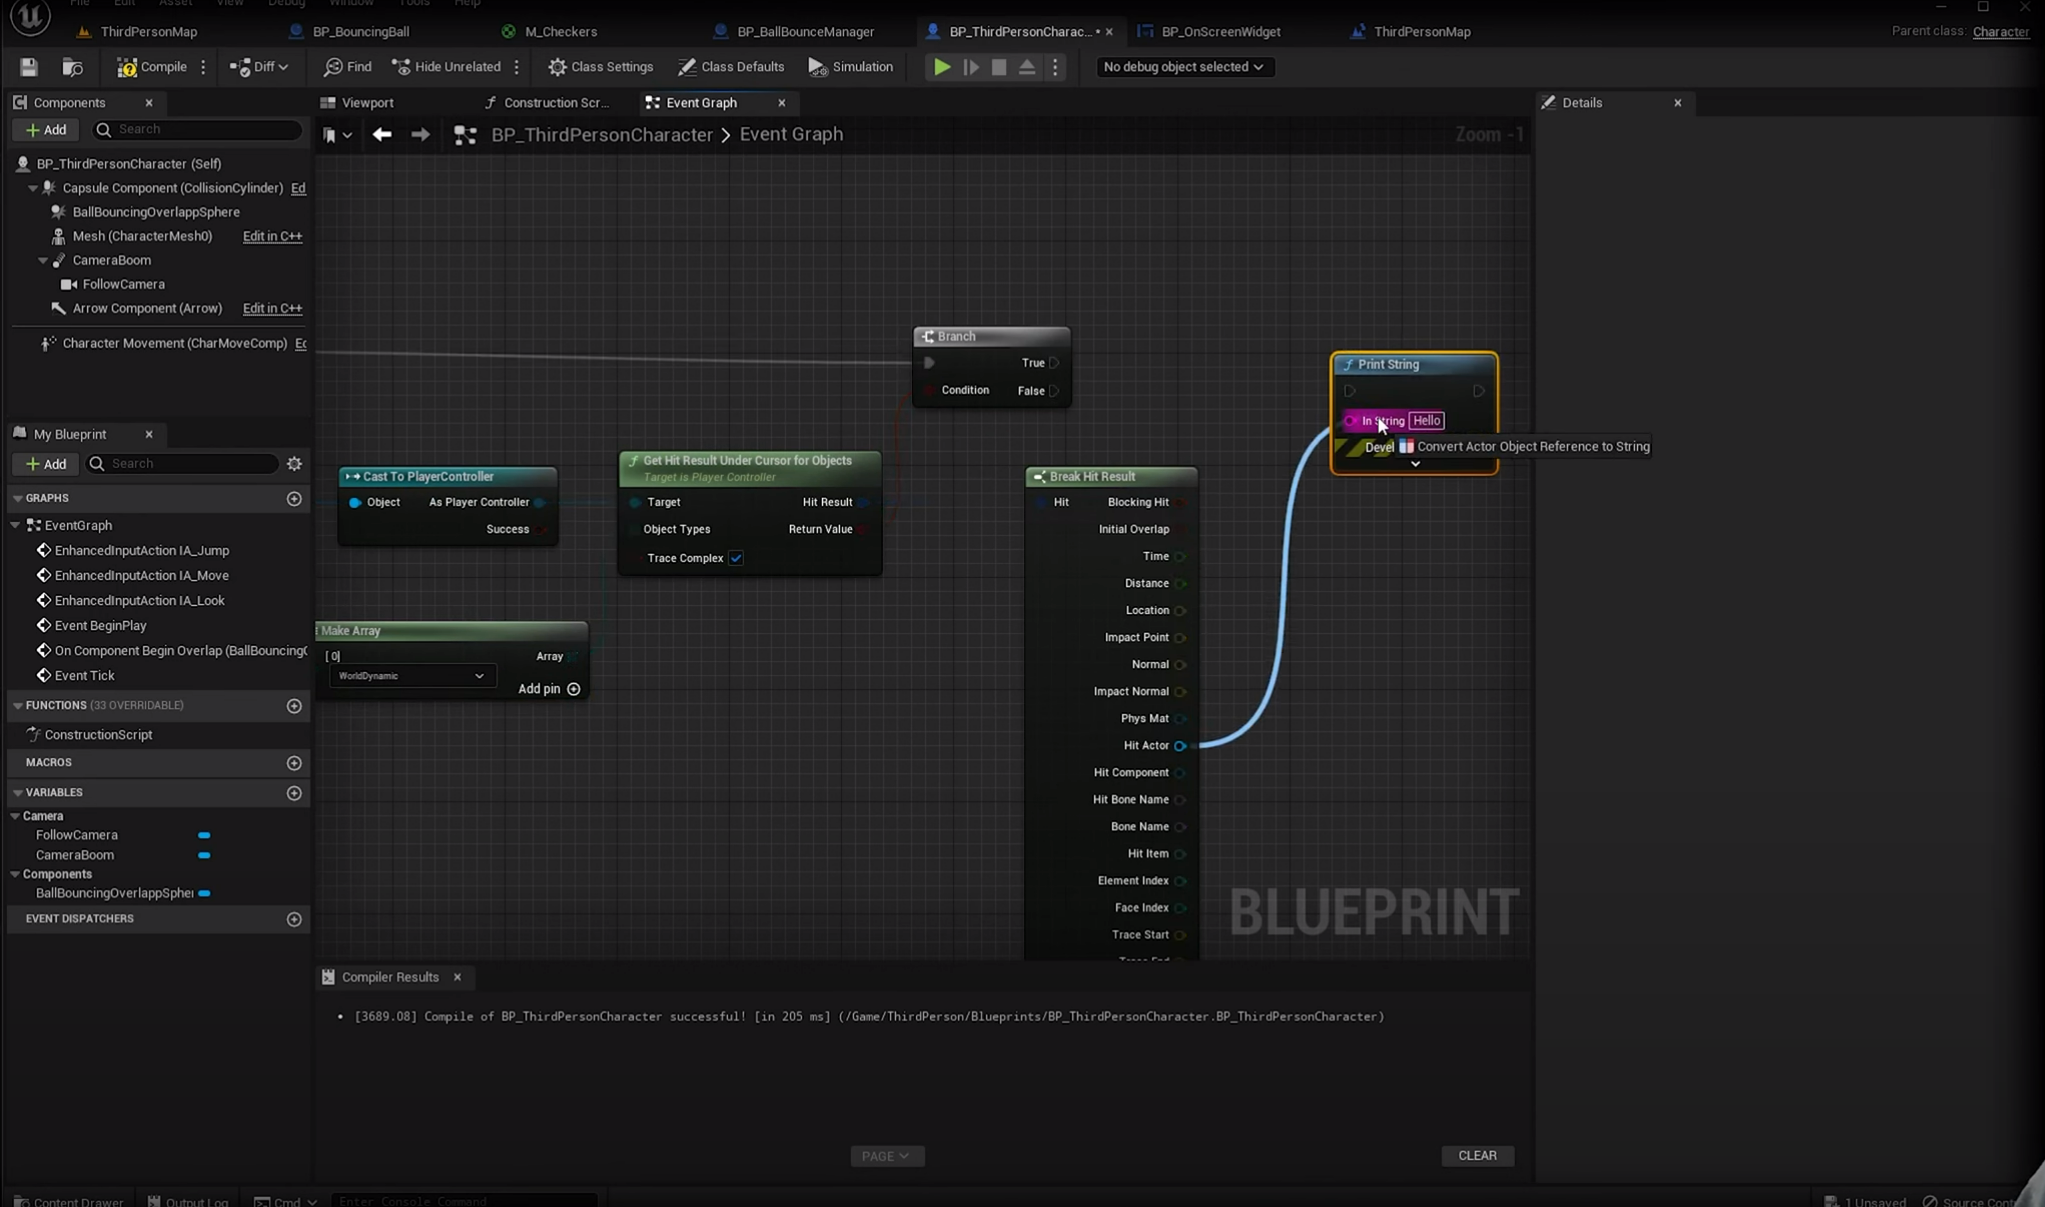 File Edit Asset View Debug Window Tools Help
ThirdPersonMap BP_BouncingBall M_Checkers BP_BallBounceManager BP_ThirdPersonCharac... • BP_OnScreenWidget ThirdPersonMap Parent class: Character
Compile Diff Find Hide Unrelated Class Settings Class Defaults Simulation No debug object selected
Components Viewport Construction Scr... Event Graph Details
Add Search
BP_ThirdPersonCharacter > Event Graph Zoom -1
BP_ThirdPersonCharacter (Self)
Capsule Component (CollisionCylinder) Ed
BallBouncingOverlappSphere
Mesh (CharacterMesh0) Edit in C++
CameraBoom
FollowCamera
Arrow Component (Arrow) Edit in C++
Character Movement (CharMoveComp) Ec
My Blueprint
Add Search
GRAPHS
EventGraph
EnhancedInputAction IA_Jump
EnhancedInputAction IA_Move
EnhancedInputAction IA_Look
Event BeginPlay
On Component Begin Overlap (BallBouncingO
Event Tick
FUNCTIONS (33 OVERRIDABLE)
ConstructionScript
MACROS
VARIABLES
Camera
FollowCamera
CameraBoom
Components
BallBouncingOverlappSpher
EVENT DISPATCHERS
Branch
True
Condition False
Print String
In String Hello
Devel Convert Actor Object Reference to String
Cast To PlayerController
Object As Player Controller
Success
Get Hit Result Under Cursor for Objects
Target is Player Controller
Target Hit Result
Object Types Return Value
Trace Complex
Make Array
[0] Array
WorldDynamic
Add pin
Break Hit Result
Hit Blocking Hit
Initial Overlap
Time
Distance
Location
Impact Point
Normal
Impact Normal
Phys Mat
Hit Actor
Hit Component
Hit Bone Name
Bone Name
Hit Item
Element Index
Face Index
Trace Start
Trace End
BLUEPRINT
Compiler Results
• [3689.08] Compile of BP_ThirdPersonCharacter successful! [in 205 ms] (/Game/ThirdPerson/Blueprints/BP_ThirdPersonCharacter.BP_ThirdPersonCharacter)
PAGE CLEAR
Content Drawer Output Log Cmd Enter Console Command 1 Unsaved Source Cont